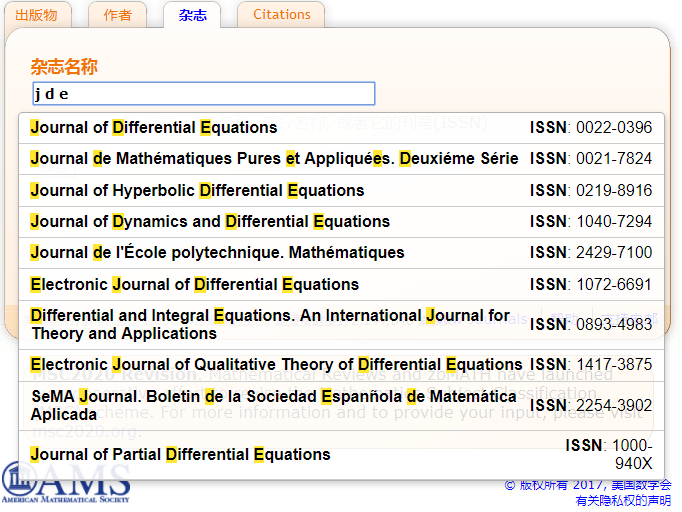 出版物 作者 杂志 Citations
杂志名称
j d e
Journal of Differential Equations ISSN: 0022-0396
Journal de Mathématiques Pures et Appliquées. Deuxiéme Série ISSN: 0021-7824
Journal of Hyperbolic Differential Equations ISSN: 0219-8916
Journal of Dynamics and Differential Equations ISSN: 1040-7294
Journal de l'École polytechnique. Mathématiques ISSN: 2429-7100
Electronic Journal of Differential Equations ISSN: 1072-6691
Differential and Integral Equations. An International Journal for
Theory and Applications ISSN: 0893-4983
Electronic Journal of Qualitative Theory of Differential Equations ISSN: 1417-3875
SeMA Journal. Boletin de la Sociedad Españnola de Matemática
Aplicada ISSN: 2254-3902
Journal of Partial Differential Equations ISSN: 1000-
940X
AMS
AMERICAN MATHEMATICAL SOCIETY
© 版权所有 2017, 美国数学会
有关隐私权的声明